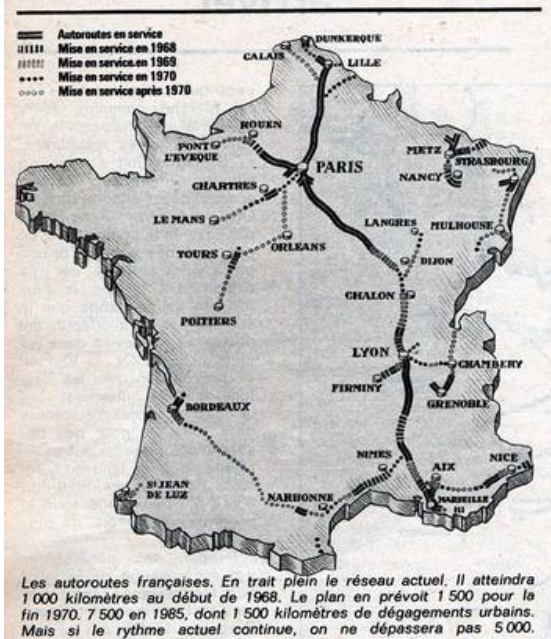 Autoroutes en service
Mise en service en 1968
Mise en service en 1969
Mise en service en 1970
Mise en service après 1970
DUNKERQUE
CALAIS
LILLE
ROUEN
PONT
L'EVEQUE
PARIS
METZ
STRASBOURG
NANCY
CHARTRES
LE MANS
LANGRES
MULHOUSE
ORLEANS
TOURS
DIJON
CHALON
POITIERS
LYON
CHAMBERY
FIRMINY
GRENOBLE
BORDEAUX
NIMES
AIX
NICE
St JEAN
DE LUZ
NARBONNE
MARSEILLE
Les autoroutes françaises. En trait plein le réseau actuel. Il atteindra
1 000 kilomètres au début de 1968. Le plan en prévoit 1 500 pour la
fin 1970. 7 500 en 1985, dont 1 500 kilomètres de dégagements urbains.
Mais si le rythme actuel continue, on ne dépassera pas 5 000.